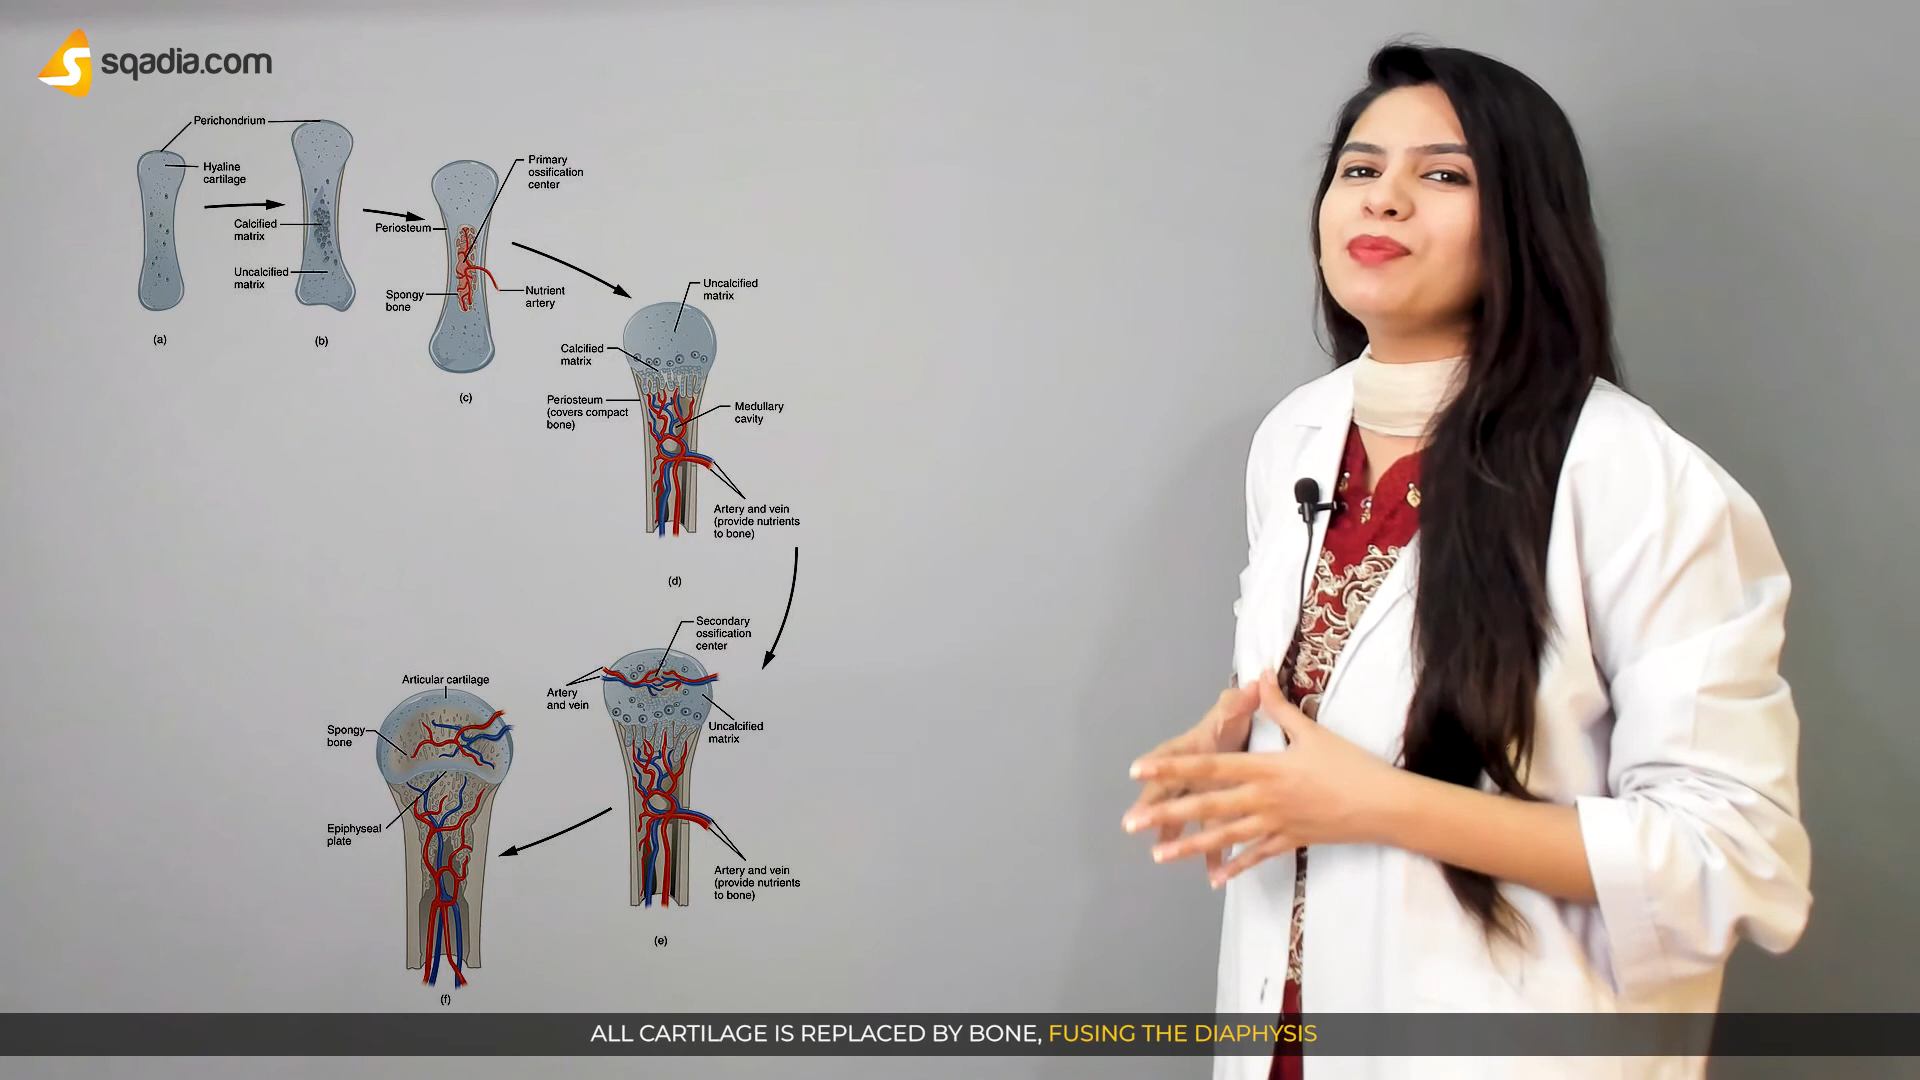 sqadia.com
Perichondrium
Hyaline
cartilage
Calcified
matrix
Uncalcified
matrix
(a)
(b)
Primary
ossification
center
Periosteum
Spongy
bone
Nutrient
artery
(c)
Uncalcified
matrix
Calcified
matrix
Periosteum
(covers compact
bone)
Medullary
cavity
Artery and vein
(provide nutrients
to bone)
(d)
Secondary
ossification
center
Artery
and vein
Uncalcified
matrix
Artery and vein
(provide nutrients
to bone)
(e)
Articular cartilage
Spongy
bone
Epiphyseal
plate
(f)
ALL CARTILAGE IS REPLACED BY BONE, FUSING THE DIAPHYSIS